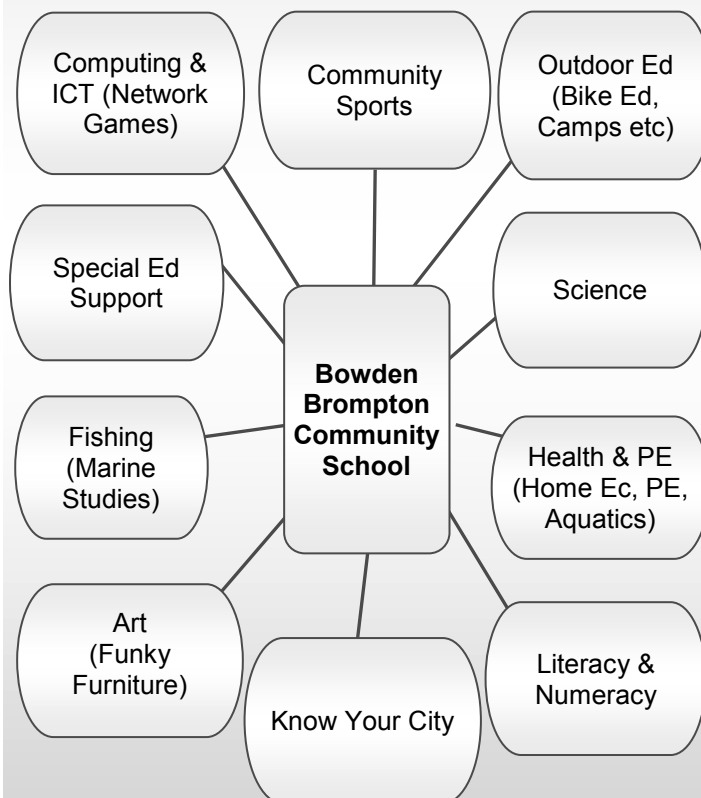 Computing &
ICT (Network
Games)
Community
Sports
Outdoor Ed
(Bike Ed,
Camps etc)
Special Ed
Support
Science
Bowden
Brompton
Community
School
Fishing
(Marine
Studies)
Health & PE
(Home Ec, PE,
Aquatics)
Art
(Funky
Furniture)
Know Your City
Literacy &
Numeracy